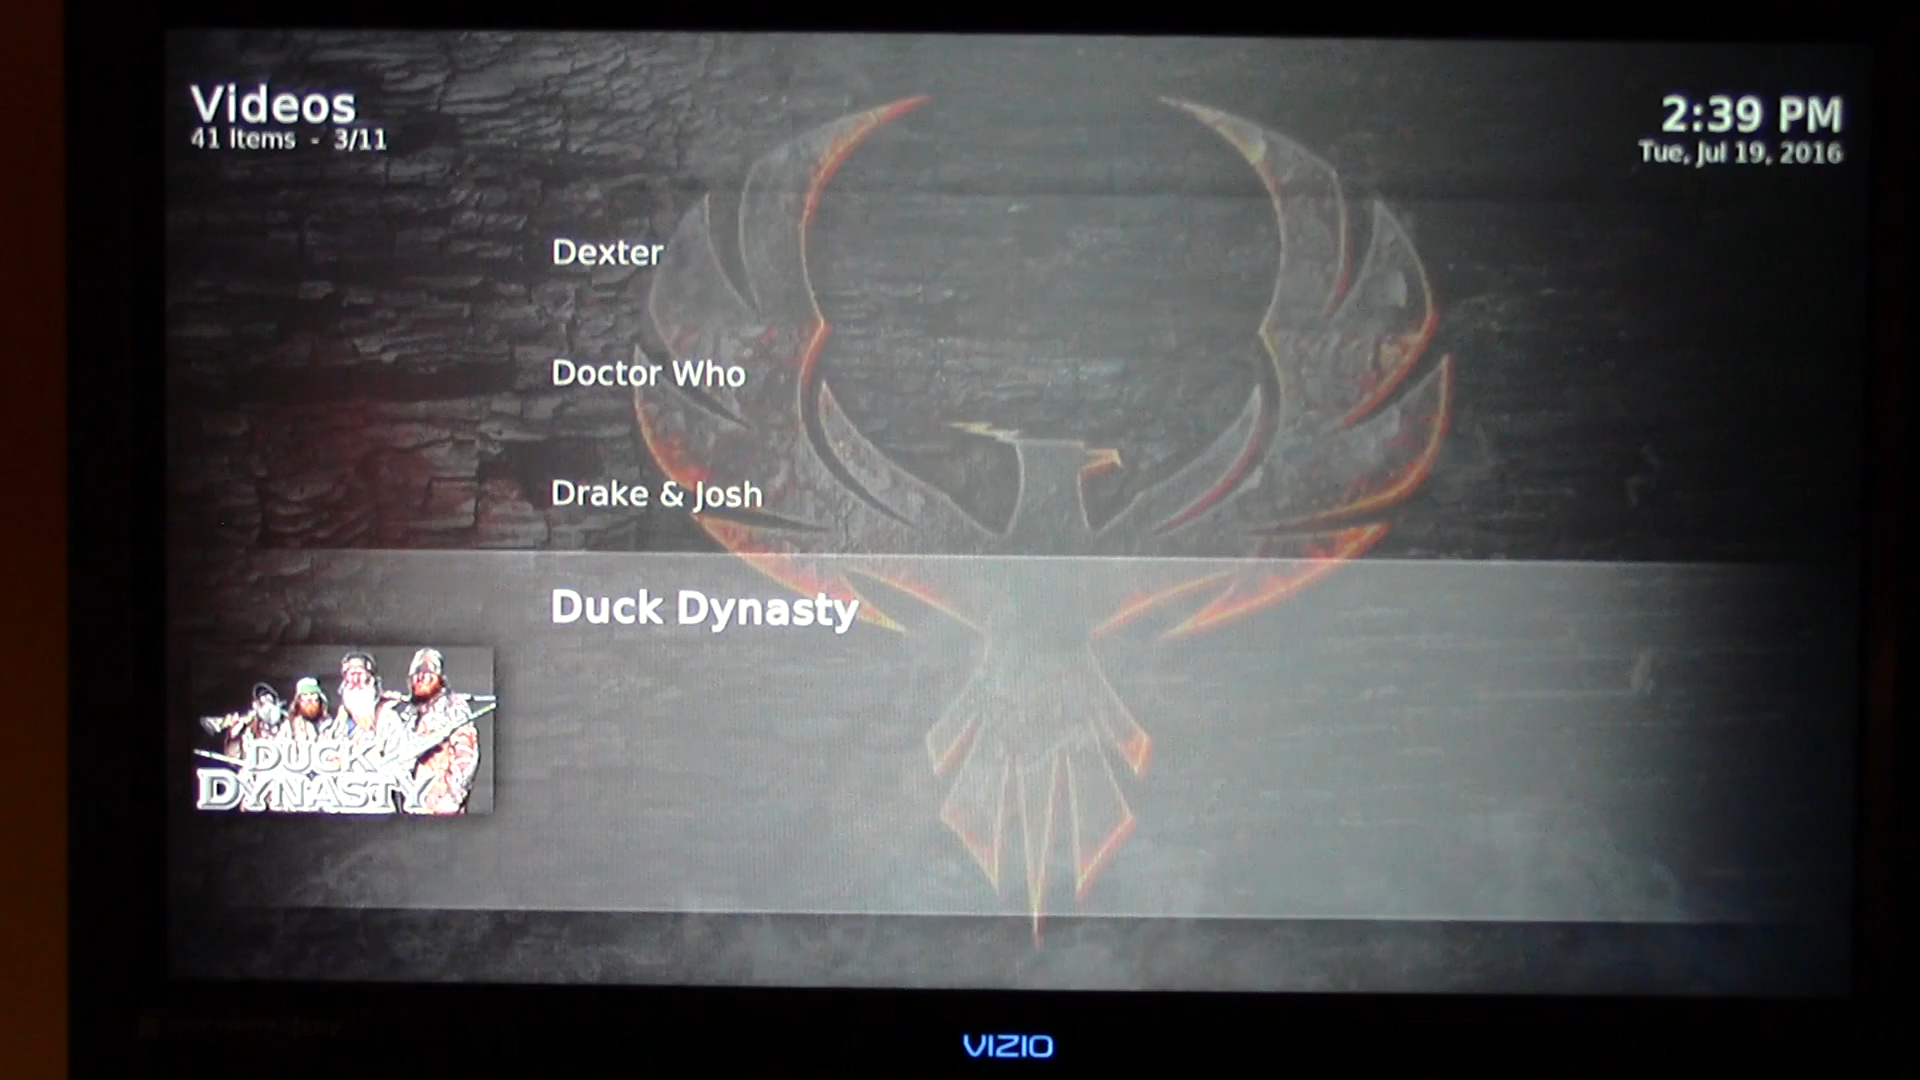 Videos
41 Items - 3/11
2:39 PM
Tue, Jul 19, 2016
Dexter
Doctor Who
Drake & Josh
Duck Dynasty
DUCK
DYNASTY
VIZIO